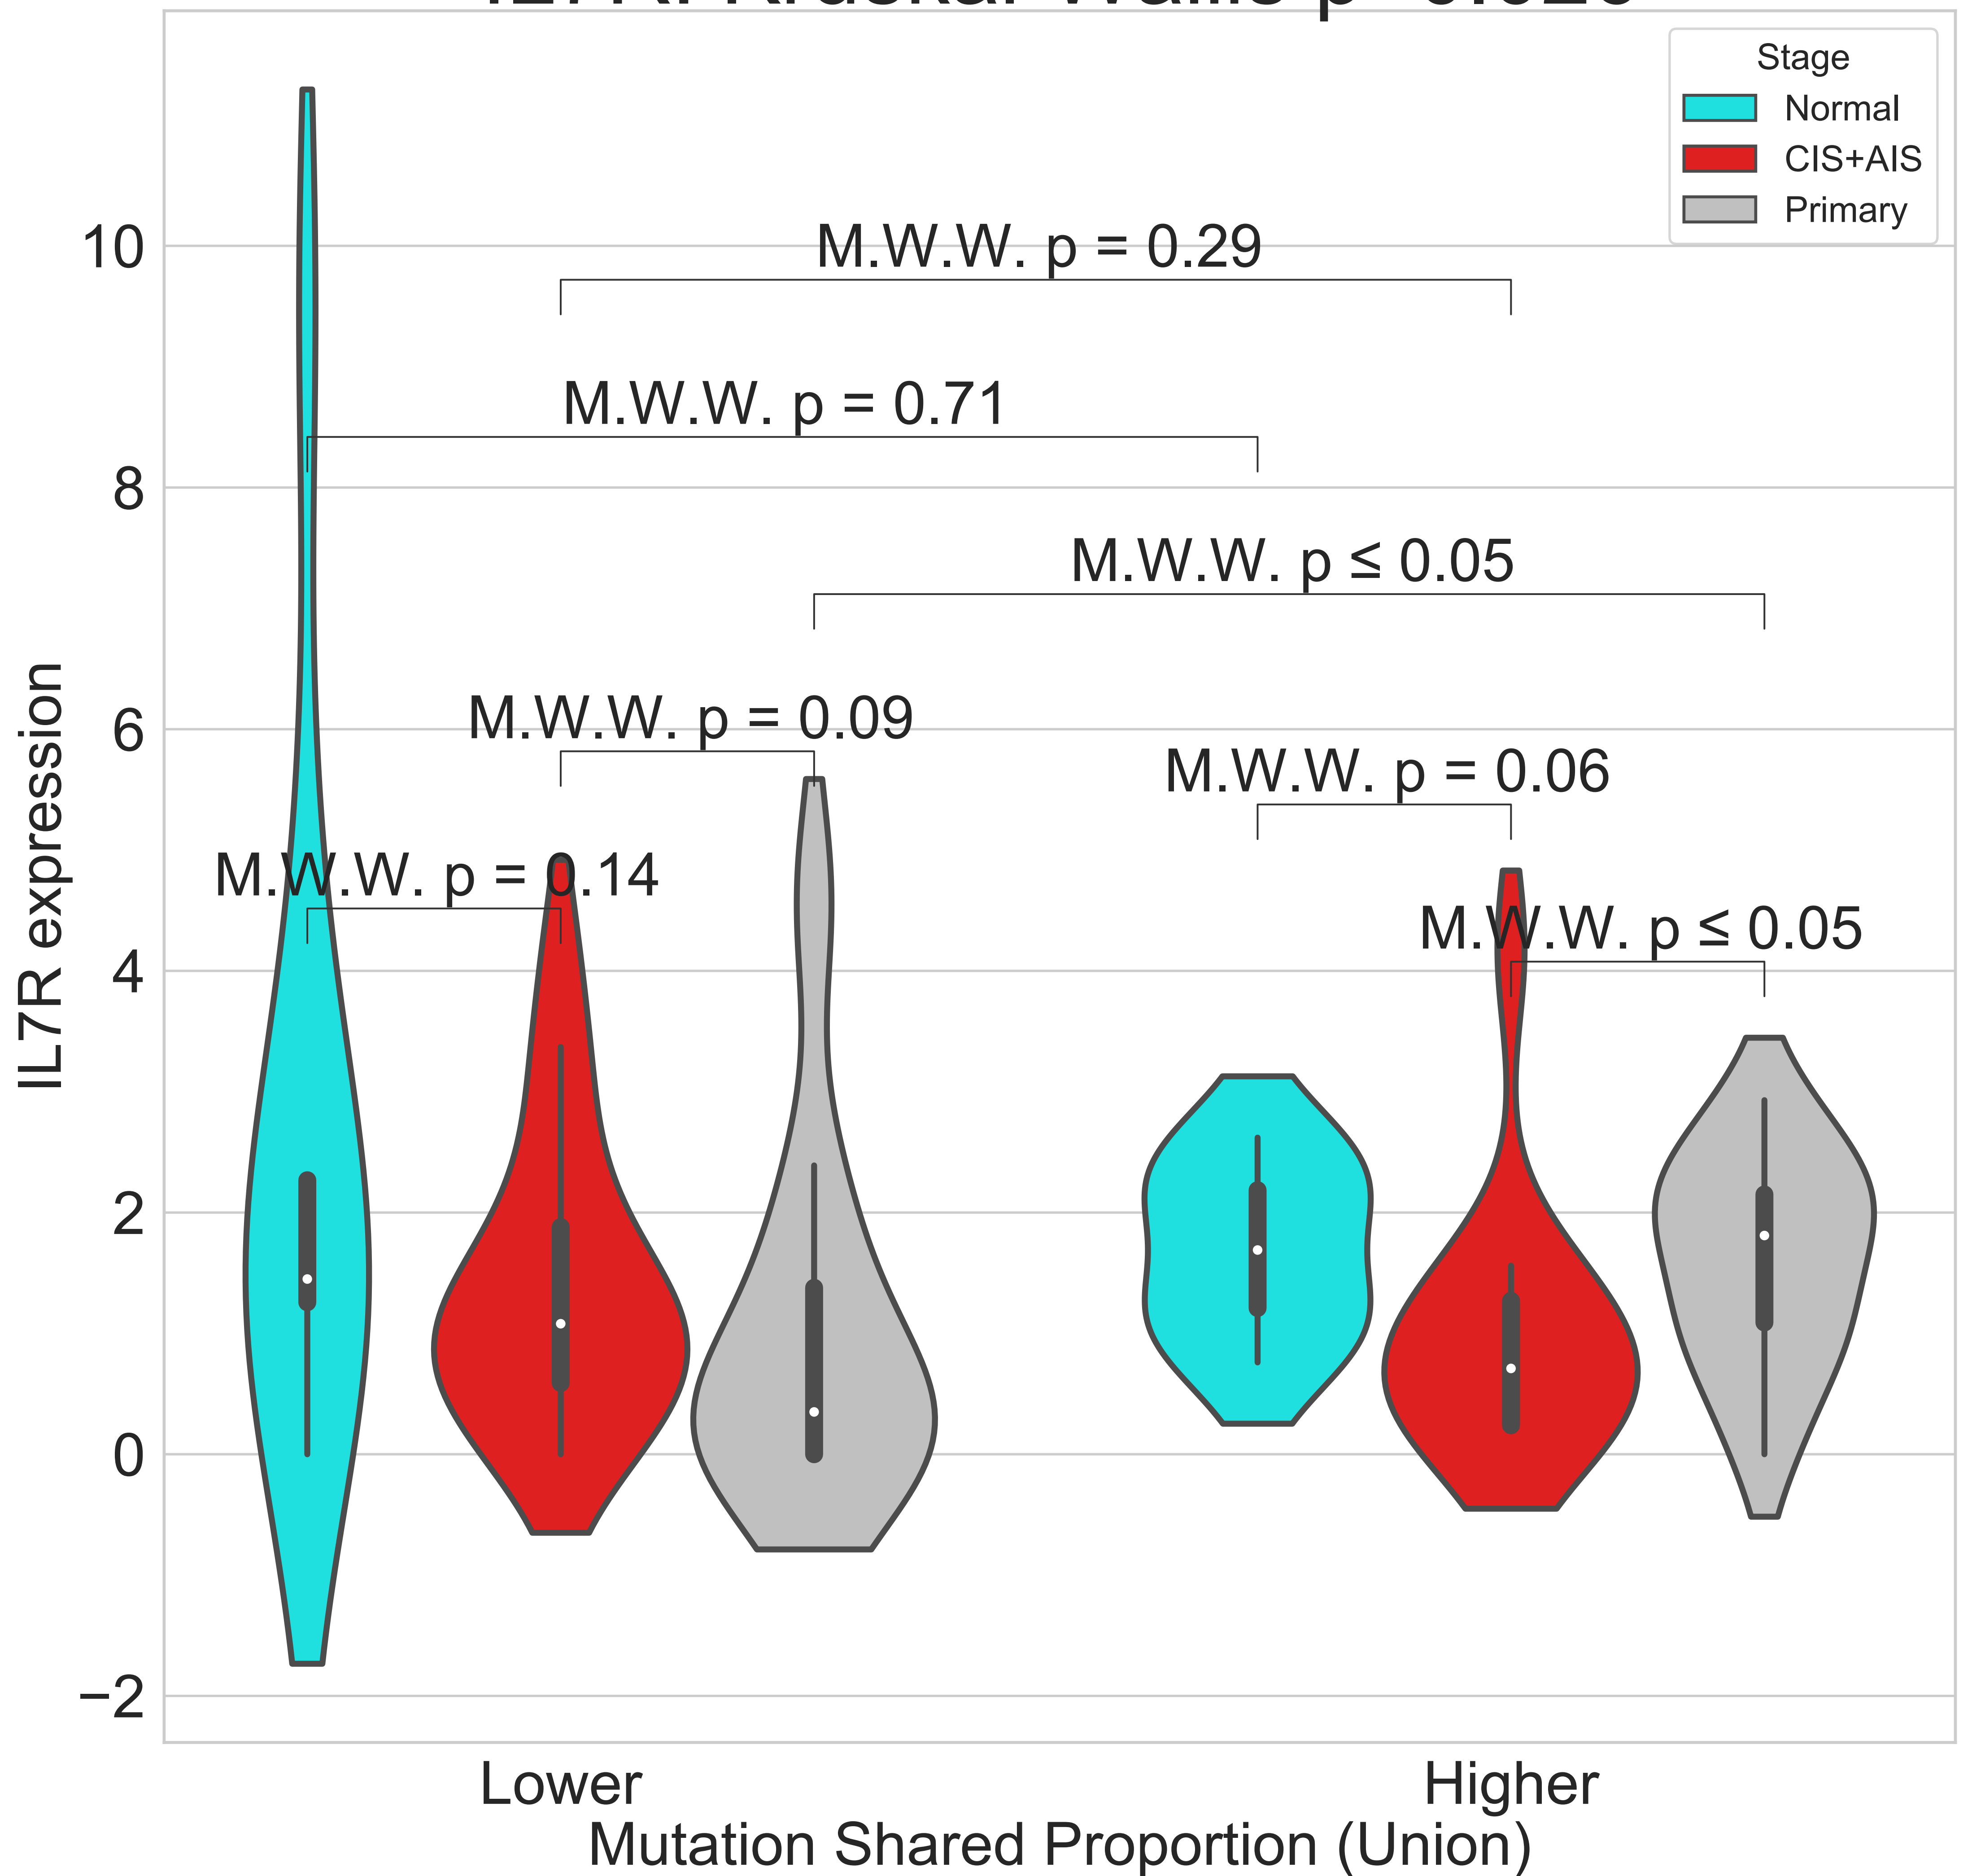 Stage
Normal
CIS+AIS
Primary
10
8
6
4
2
0
−2
IL7R expression
M.W.W. p = 0.29
M.W.W. p = 0.71
M.W.W. p ≤ 0.05
M.W.W. p = 0.09
M.W.W. p = 0.06
M.W.W. p = 0.14
M.W.W. p ≤ 0.05
Lower
Higher
Mutation Shared Proportion (Union)